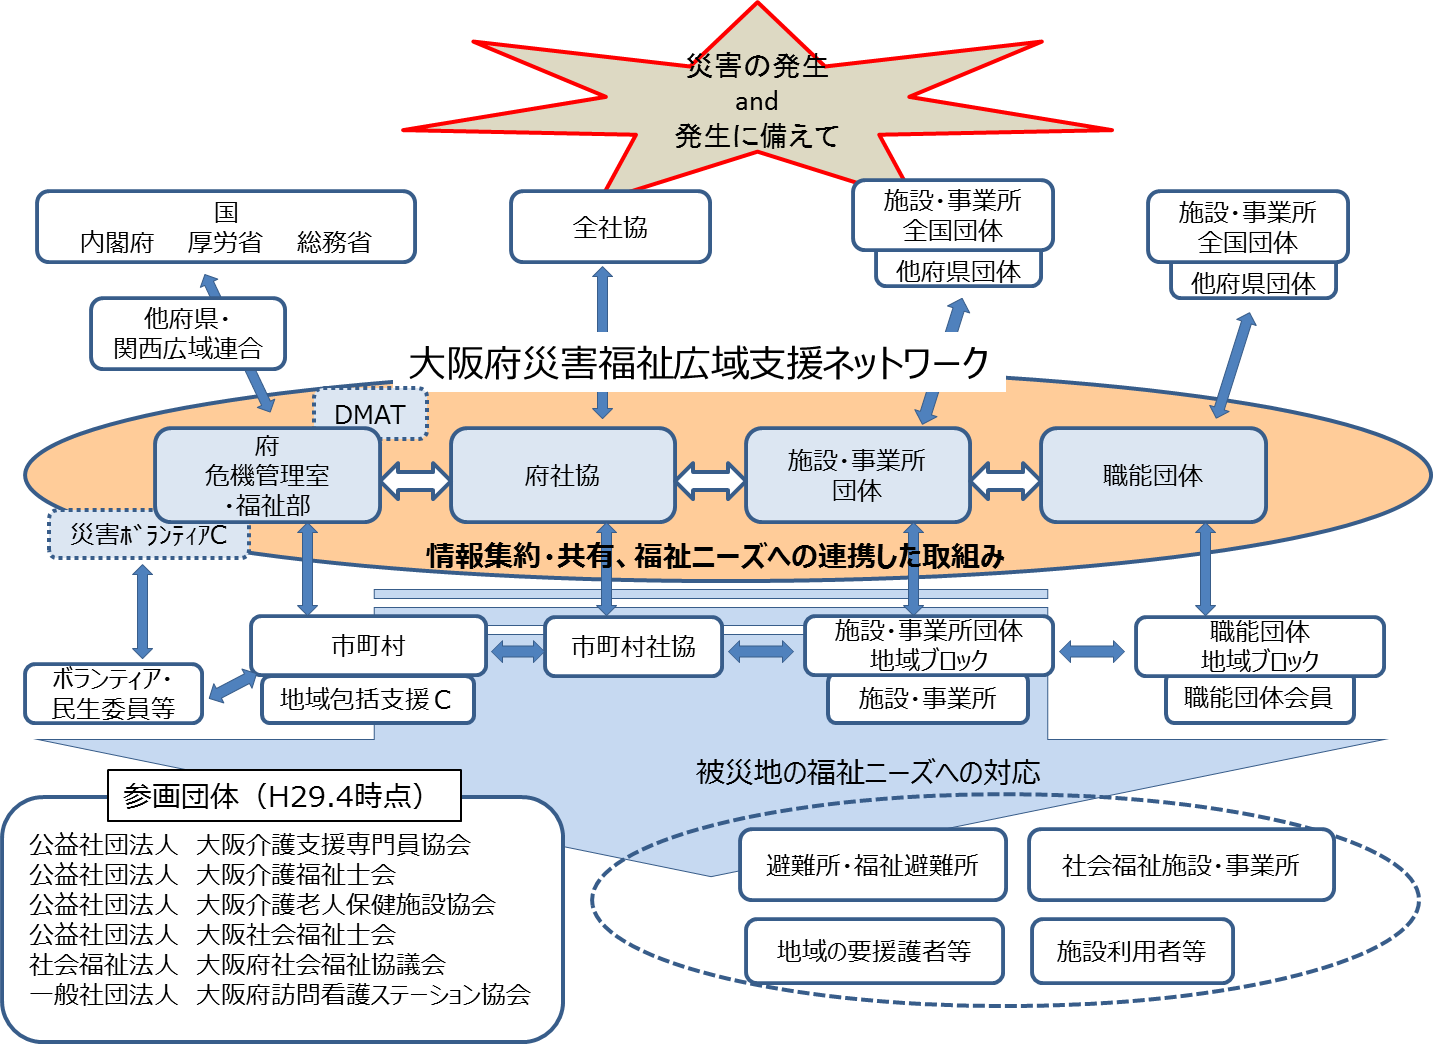 災害の発生
and
発生に備えて
国
内閣府 厚労省 総務省
全社協
施設・事業所
全国団体
他府県団体
施設・事業所
全国団体
他府県団体
他府県・
関西広域連合
大阪府災害福祉広域支援ネットワーク
DMAT
府
危機管理室
・福祉部
府社協
施設・事業所
団体
職能団体
災害ﾎﾞﾗﾝﾃｨｱC
情報集約・共有、福祉ニーズへの連携した取組み
市町村
地域包括支援C
市町村社協
施設・事業所団体
地域ブロック
施設・事業所
職能団体
地域ブロック
職能団体会員
ボランティア・
民生委員等
被災地の福祉ニーズへの対応
参画団体（H29.4時点）
公益社団法人 大阪介護支援専門員協会
公益社団法人 大阪介護福祉士会
公益社団法人 大阪介護老人保健施設協会
公益社団法人 大阪社会福祉士会
社会福祉法人 大阪府社会福祉協議会
一般社団法人 大阪府訪問看護ステーション協会
避難所・福祉避難所
社会福祉施設・事業所
地域の要援護者等
施設利用者等